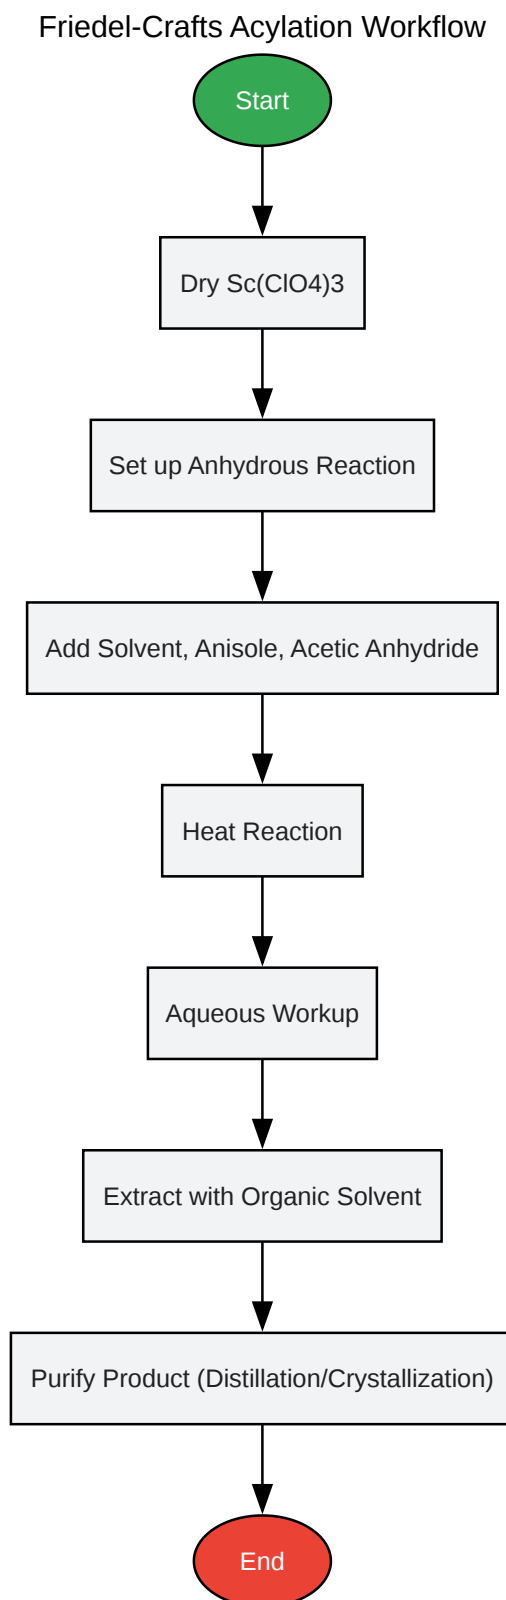 Friedel-Crafts Acylation Workflow
Start
Dry Sc(ClO4)3
Set up Anhydrous Reaction
Add Solvent, Anisole, Acetic Anhydride
Heat Reaction
Aqueous Workup
Extract with Organic Solvent
Purify Product (Distillation/Crystallization)
End